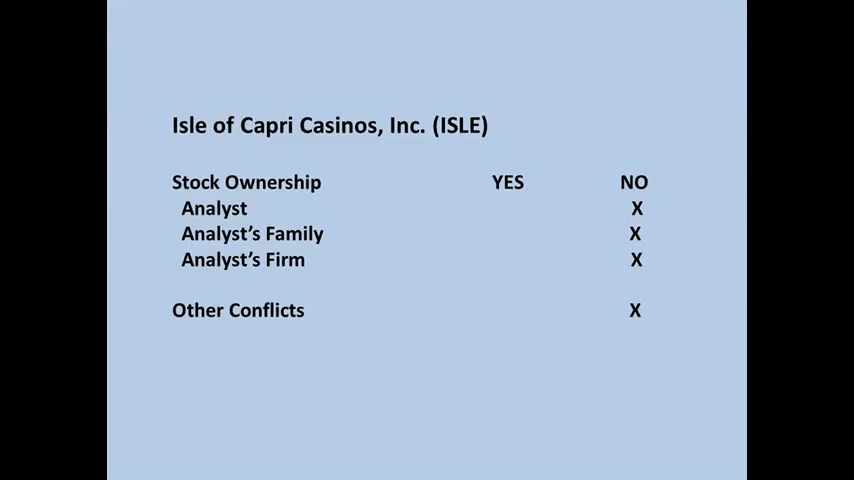 Isle of Capri Casinos, Inc. (ISLE)
Stock Ownership YES NO
Analyst X
Analyst’s Family X
Analyst’s Firm X
Other Conflicts X